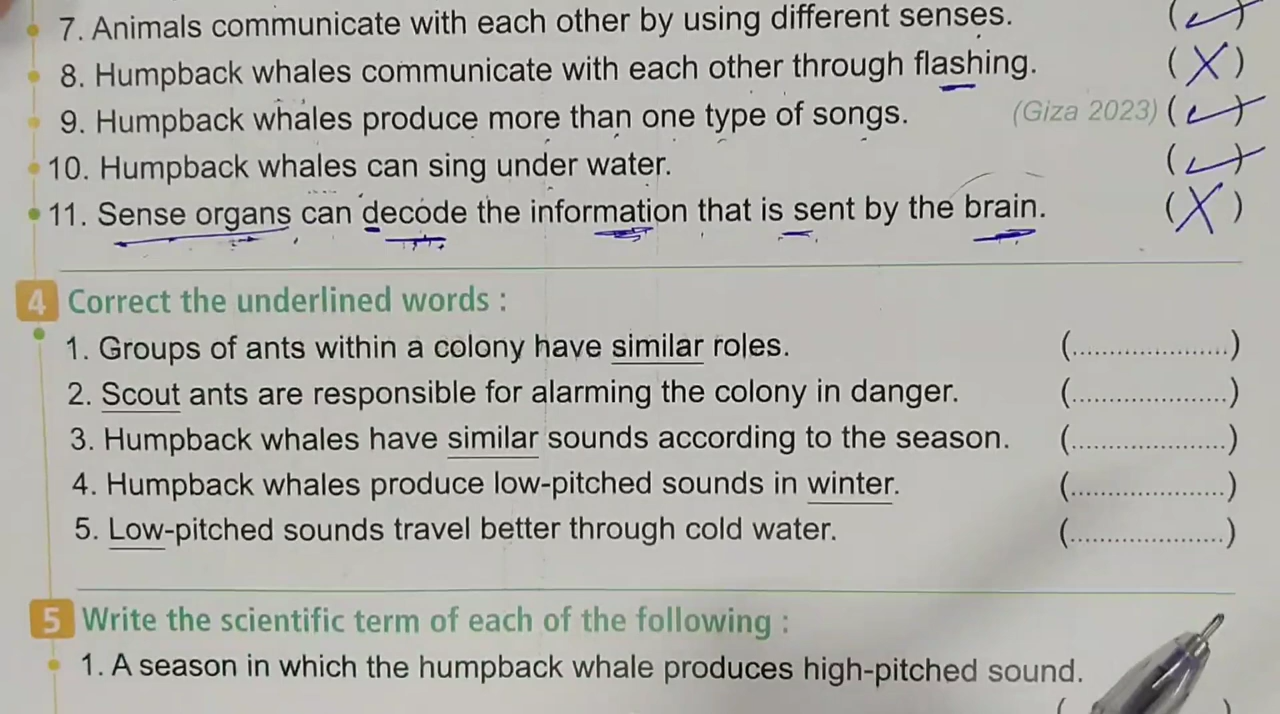 7. Animals communicate with each other by using different senses. (✓)
8. Humpback whales communicate with each other through flashing. (X)
9. Humpback whales produce more than one type of songs. (Giza 2023) (✓)
10. Humpback whales can sing under water. (✓)
11. Sense organs can decode the information that is sent by the brain. (X)
4 Correct the underlined words :
1. Groups of ants within a colony have similar roles. (......................)
2. Scout ants are responsible for alarming the colony in danger. (......................)
3. Humpback whales have similar sounds according to the season. (......................)
4. Humpback whales produce low-pitched sounds in winter. (......................)
5. Low-pitched sounds travel better through cold water. (......................)
5 Write the scientific term of each of the following :
1. A season in which the humpback whale produces high-pitched sound.
( )